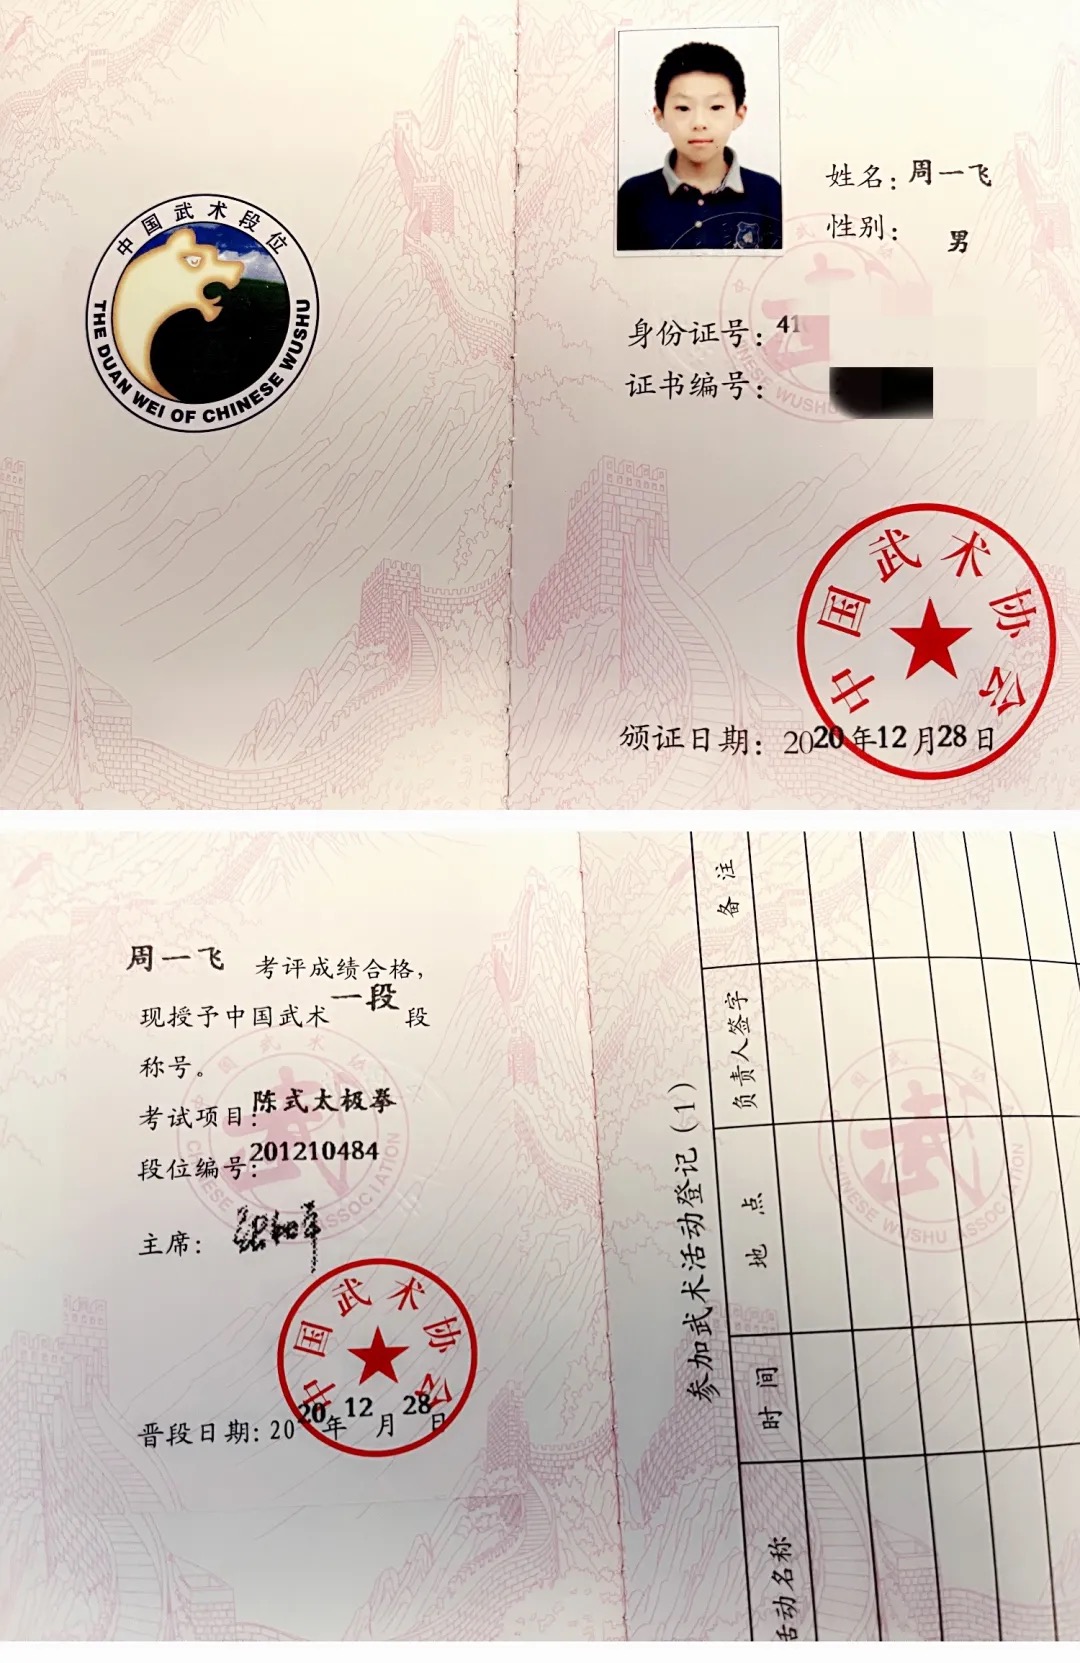 中国武术段位
THE DUAN WEI OF CHINESE WUSHU
姓名：周一飞
性别：男
身份证号：41
证书编号：
中国武术协会
颁证日期：2020年12月28日
周一飞 考评成绩合格，
现授予中国武术一段段
称号。
考试项目：陈式太极拳
段位编号：201210484
主席：
中国武术协会
晋段日期：2020年12月28日
参加武术活动登记（1）
活动名称
时间
地点
负责人签字
备注
武
CHINESE WUSHU ASSOCIATION